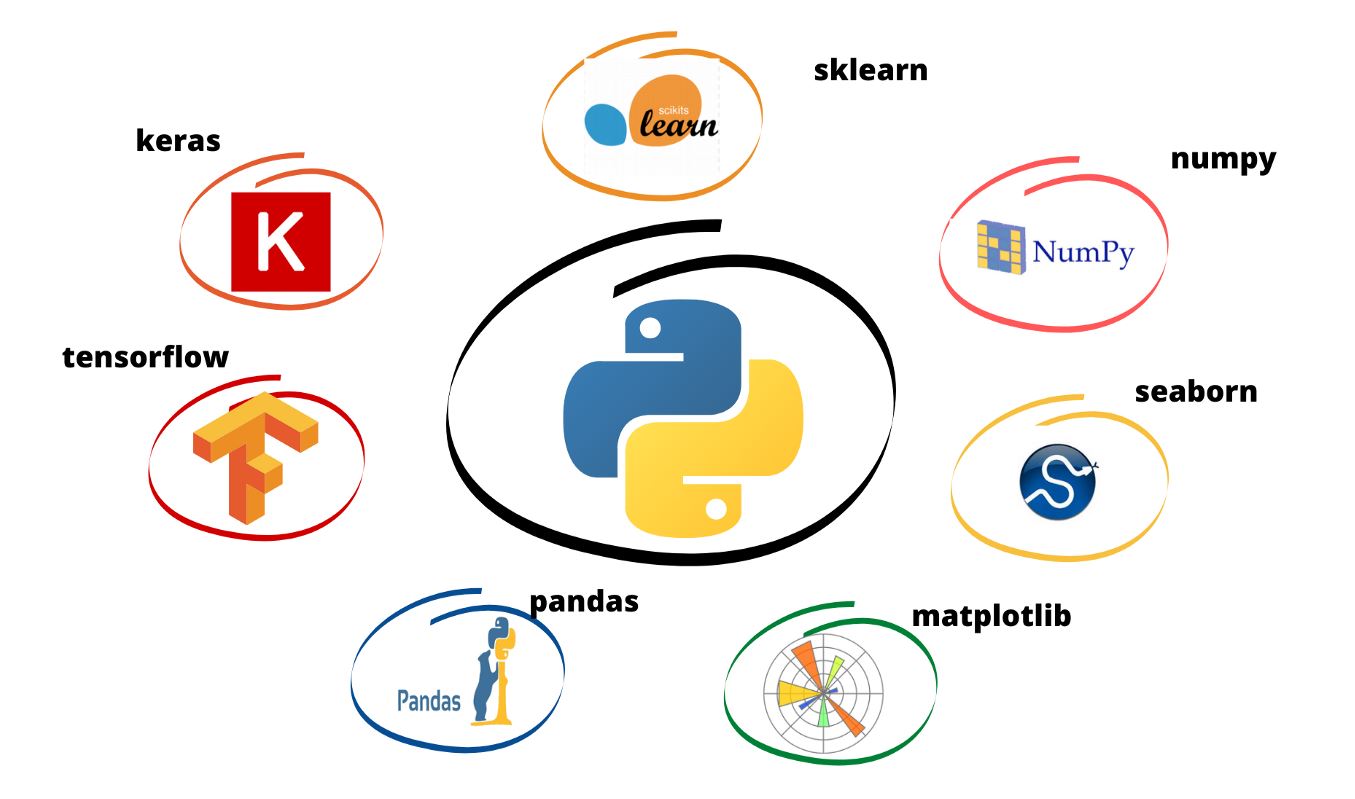 sklearn
scikits
learn
keras
K
numpy
NumPy
tensorflow
seaborn
pandas
Pandas
matplotlib